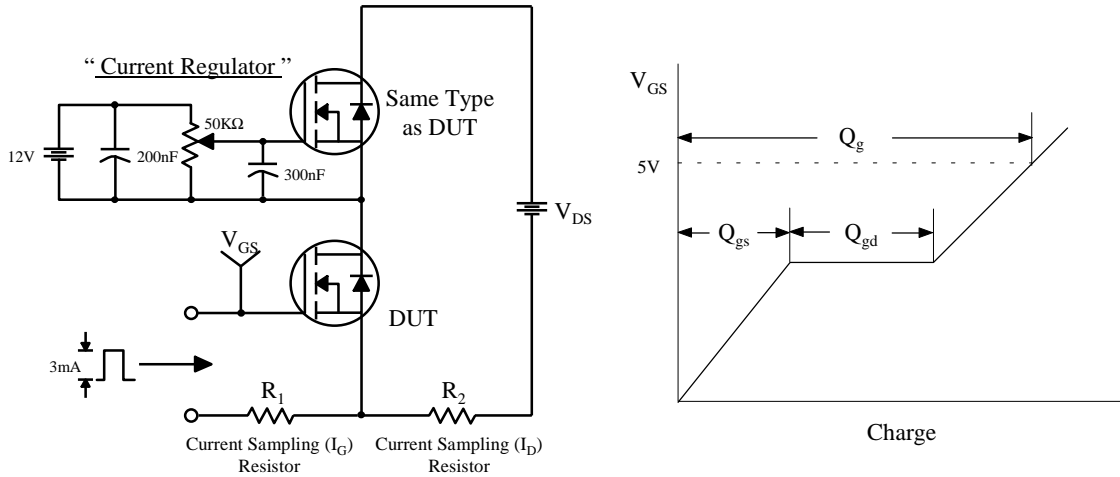 “ Current Regulator ”
12V
200nF
50KΩ
300nF
Same Type
as DUT
V_DS
V_GS
DUT
3mA
R_1
R_2
Current Sampling (I_G)
Resistor
Current Sampling (I_D)
Resistor
V_GS
Q_g
5V
Q_gs
Q_gd
Charge